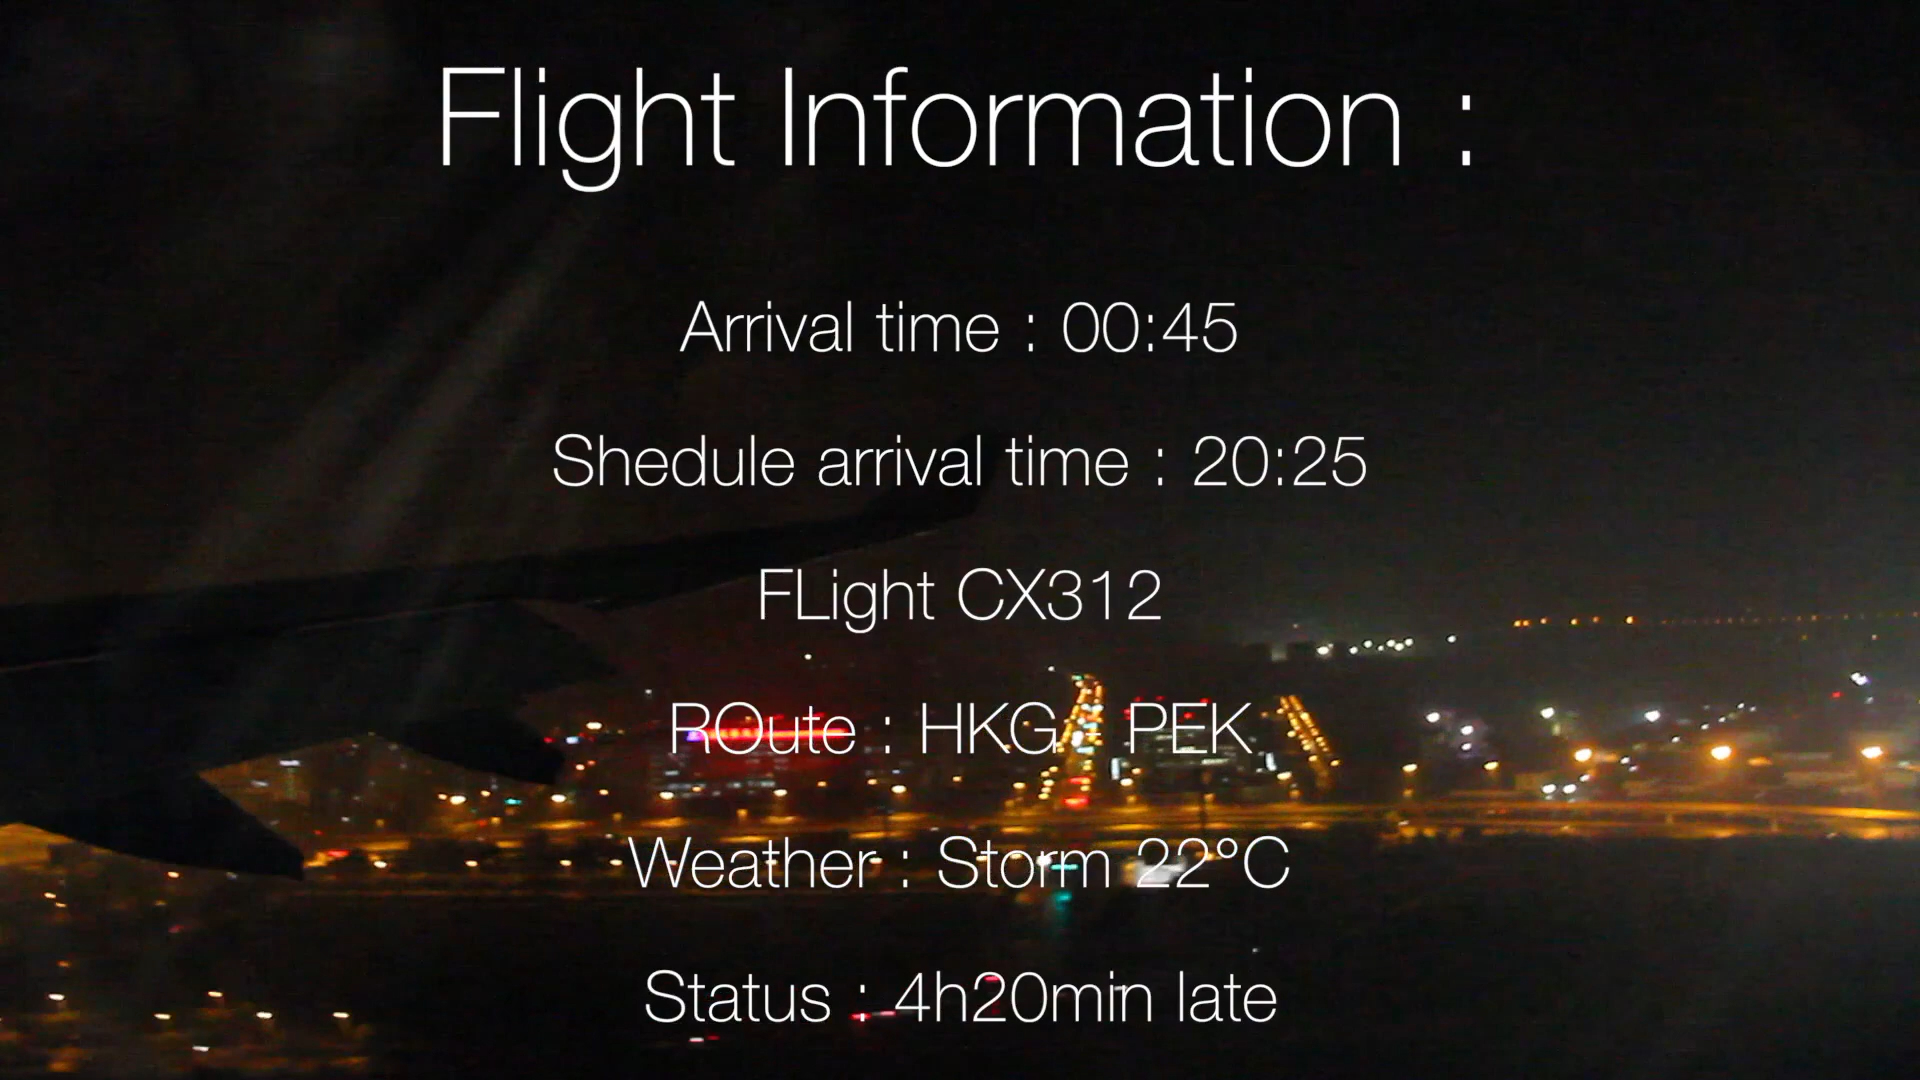 Flight Information :
Arrival time : 00:45
Shedule arrival time : 20:25
FLight CX312
ROute : HKG - PEK
Weather : Storm 22°C
Status : 4h20min late